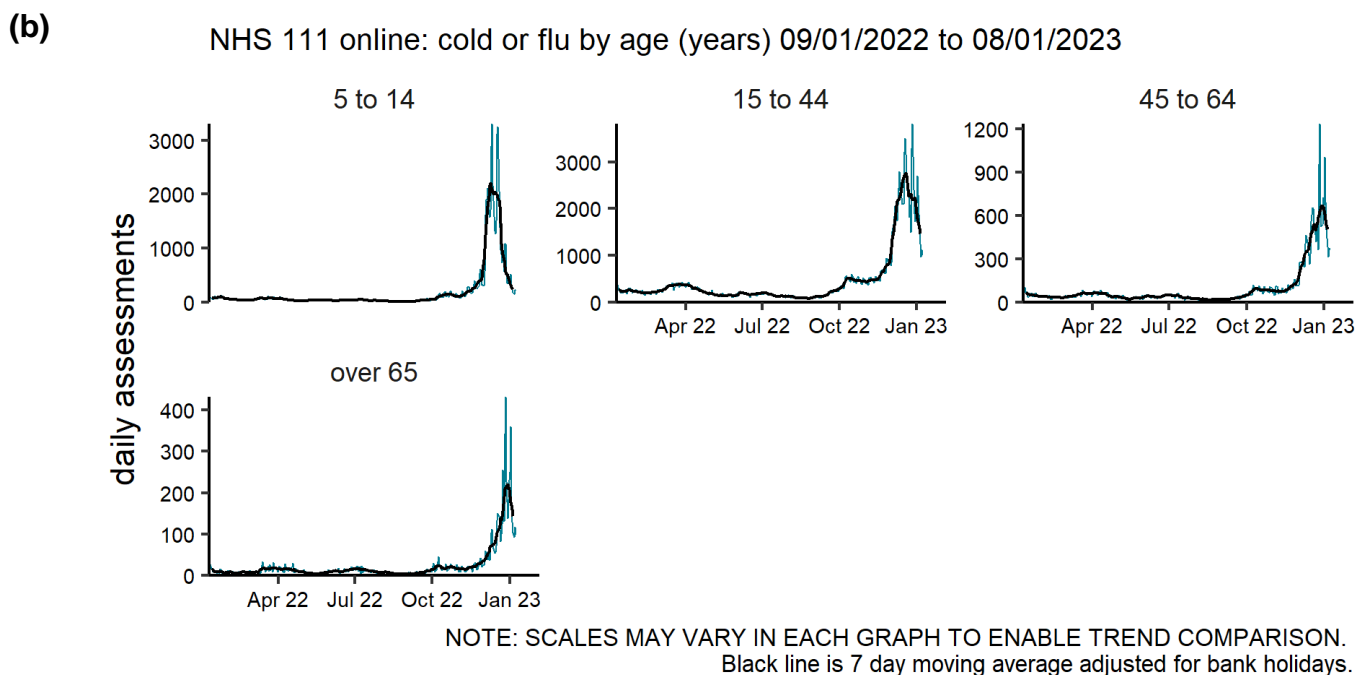 (b)
NHS 111 online: cold or flu by age (years) 09/01/2022 to 08/01/2023
daily assessments
5 to 14
3000
2000
1000
0
15 to 44
3000
2000
1000
0
Apr 22 Jul 22 Oct 22 Jan 23
45 to 64
1200
900
600
300
0
Apr 22 Jul 22 Oct 22 Jan 23
over 65
400
300
200
100
0
Apr 22 Jul 22 Oct 22 Jan 23
NOTE: SCALES MAY VARY IN EACH GRAPH TO ENABLE TREND COMPARISON.
Black line is 7 day moving average adjusted for bank holidays.